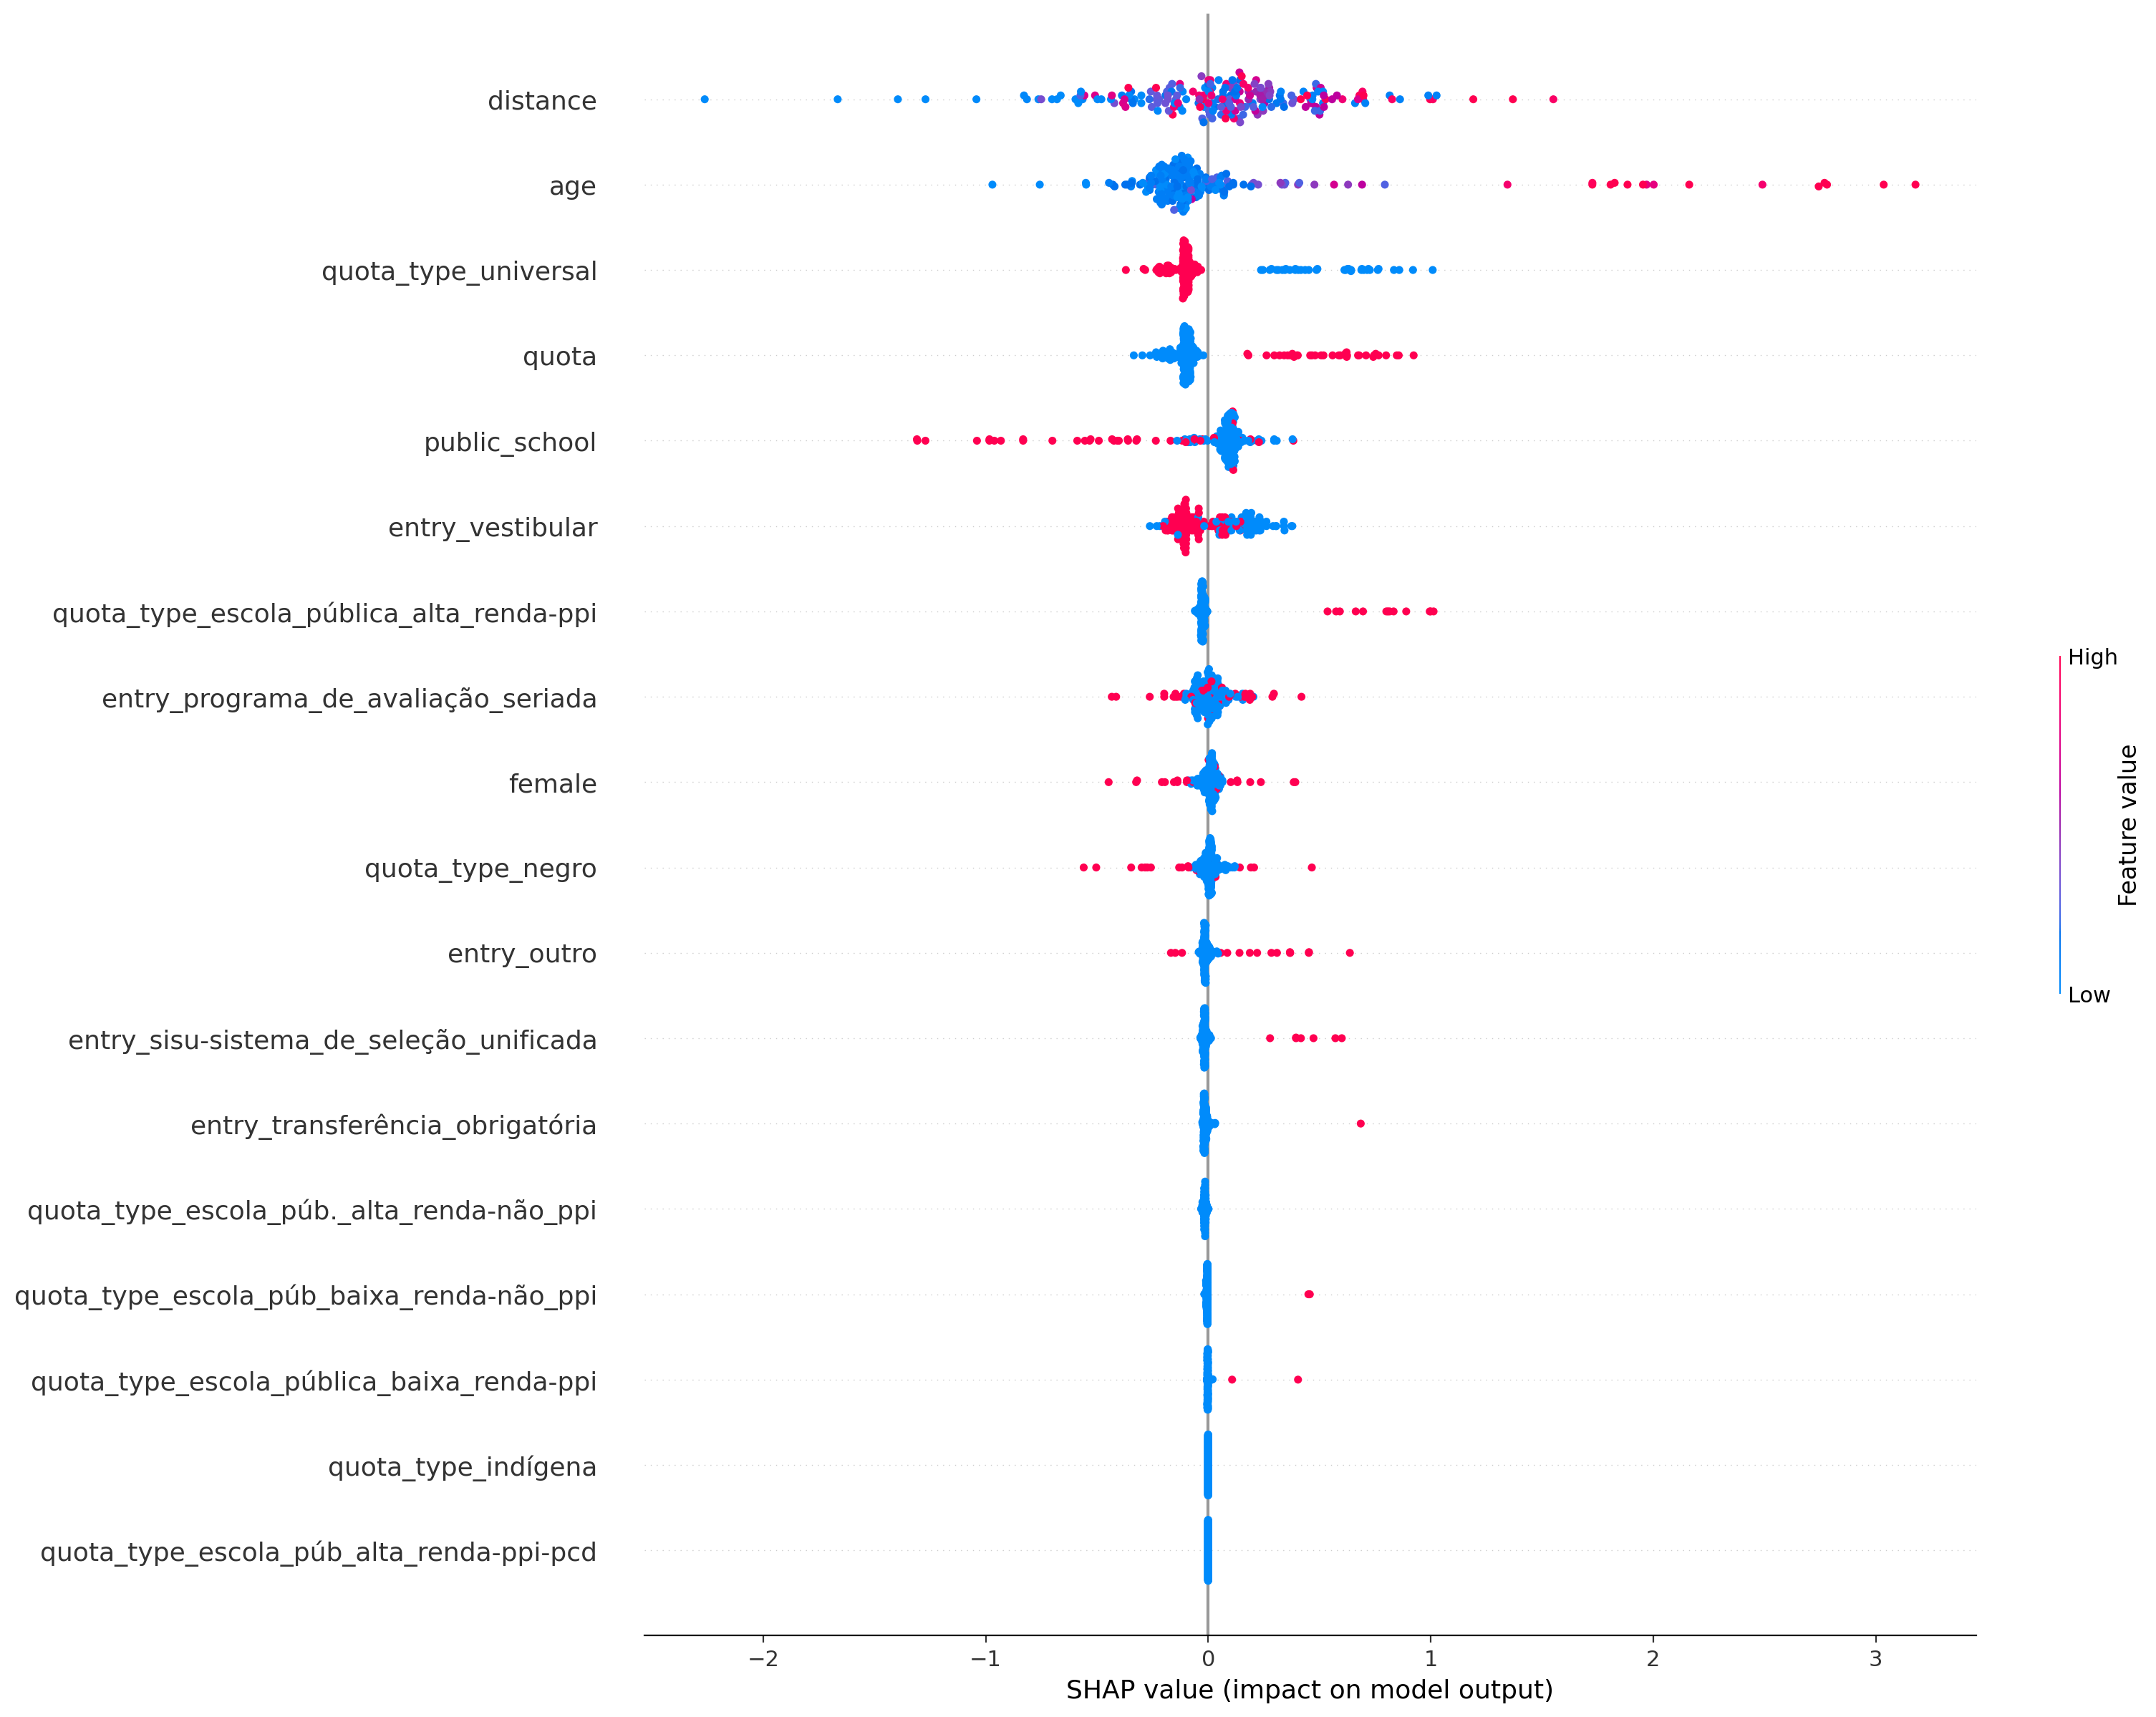 distance
age
quota_type_universal
quota
public_school
entry_vestibular
quota_type_escola_pública_alta_renda-ppi
entry_programa_de_avaliação_seriada
female
quota_type_negro
entry_outro
entry_sisu-sistema_de_seleção_unificada
entry_transferência_obrigatória
quota_type_escola_púb._alta_renda-não_ppi
quota_type_escola_púb_baixa_renda-não_ppi
quota_type_escola_pública_baixa_renda-ppi
quota_type_indígena
quota_type_escola_púb_alta_renda-ppi-pcd
−2 −1 0 1 2 3
SHAP value (impact on model output)
High
Feature value
Low